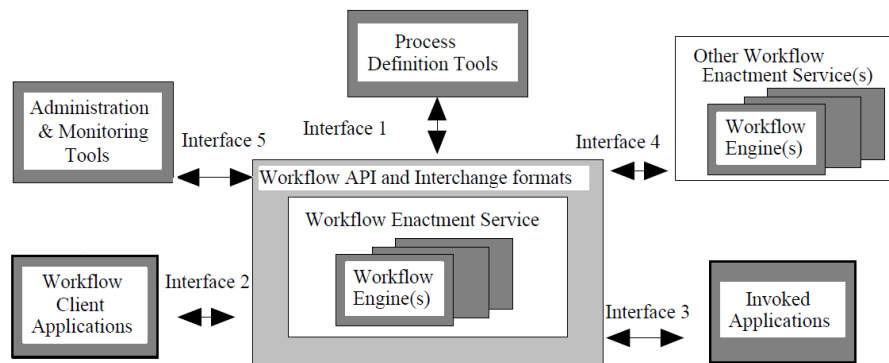 Process
Definition Tools
Other Workflow
Enactment Service(s)
Workflow
Engine(s)
Administration
& Monitoring
Tools
Interface 5
Interface 1
Interface 4
Workflow API and Interchange formats
Workflow Enactment Service
Workflow
Engine(s)
Workflow
Client
Applications
Interface 2
Interface 3
Invoked
Applications